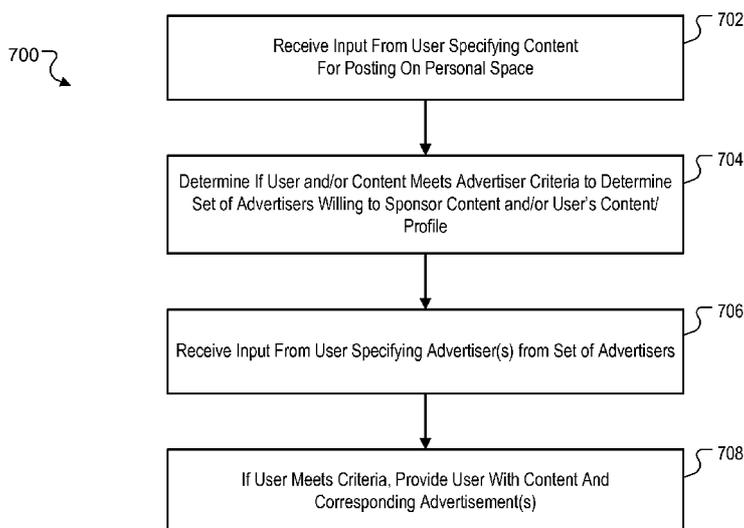 700
702
Receive Input From User Specifying Content
For Posting On Personal Space
704
Determine If User and/or Content Meets Advertiser Criteria to Determine
Set of Advertisers Willing to Sponsor Content and/or User's Content/
Profile
706
Receive Input From User Specifying Advertiser(s) from Set of Advertisers
708
If User Meets Criteria, Provide User With Content And
Corresponding Advertisement(s)